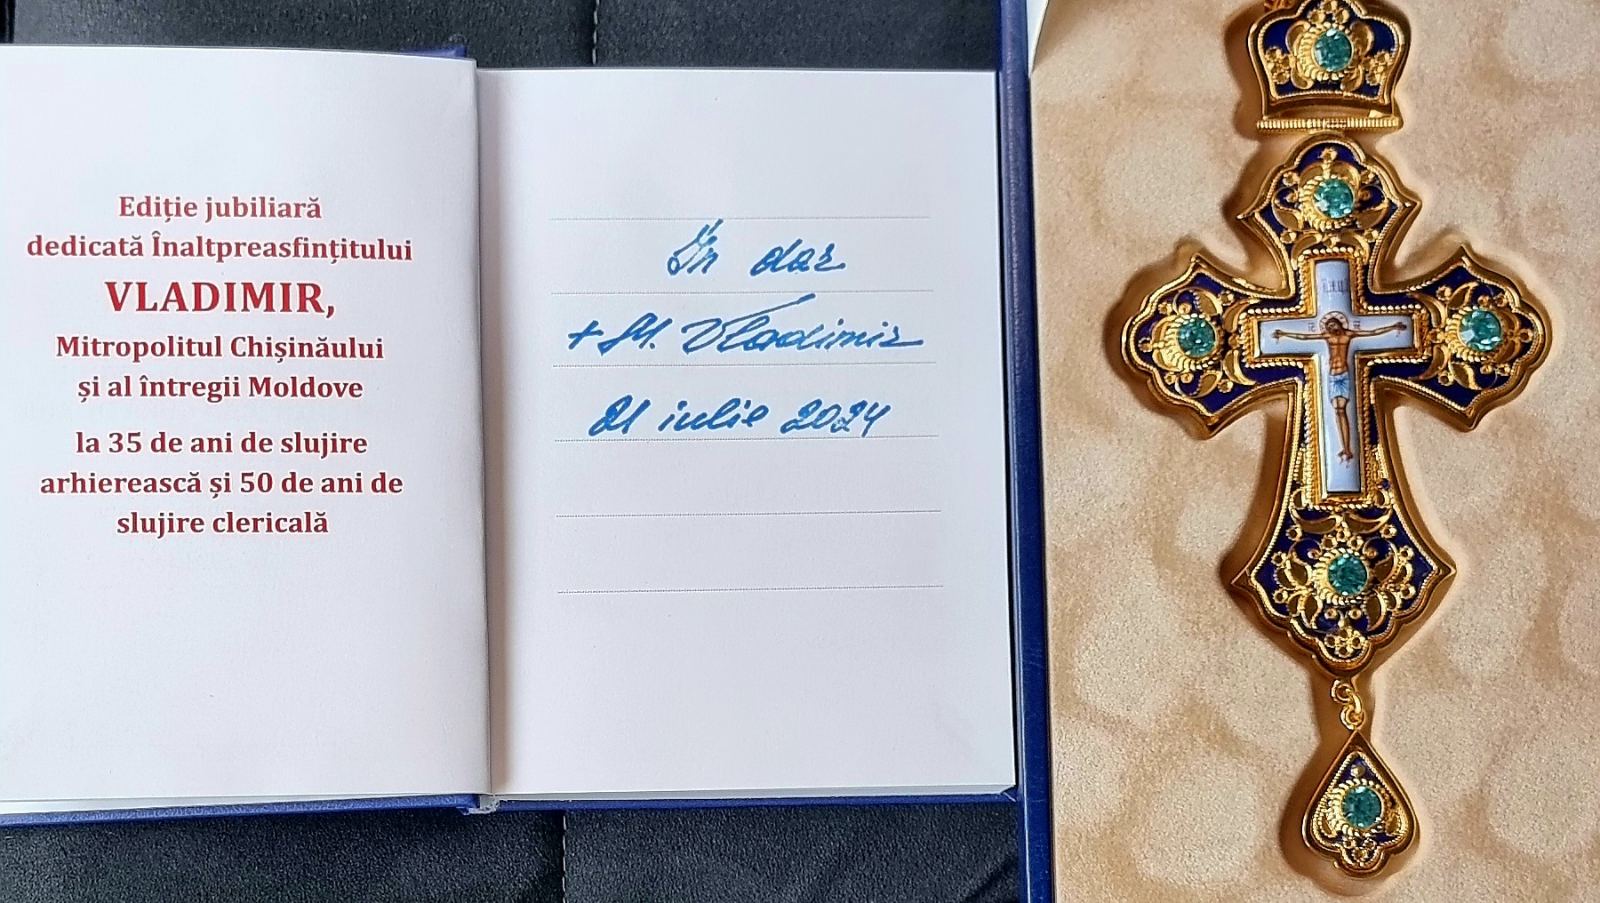 Ediție jubiliară
dedicată Înaltpreasfințitului
VLADIMIR,
Mitropolitul Chișinăului
și al întregii Moldove
la 35 de ani de slujire
arhierească și 50 de ani de
slujire clericală
În dar
+ M. Vladimir
21 iulie 2024